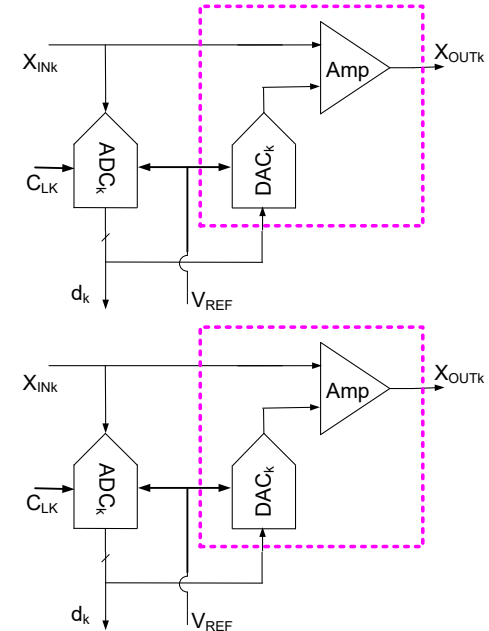 X_INk
Amp
X_OUTk
C_LK
ADC_k
DAC_k
d_k
V_REF
X_INk
Amp
X_OUTk
C_LK
ADC_k
DAC_k
d_k
V_REF